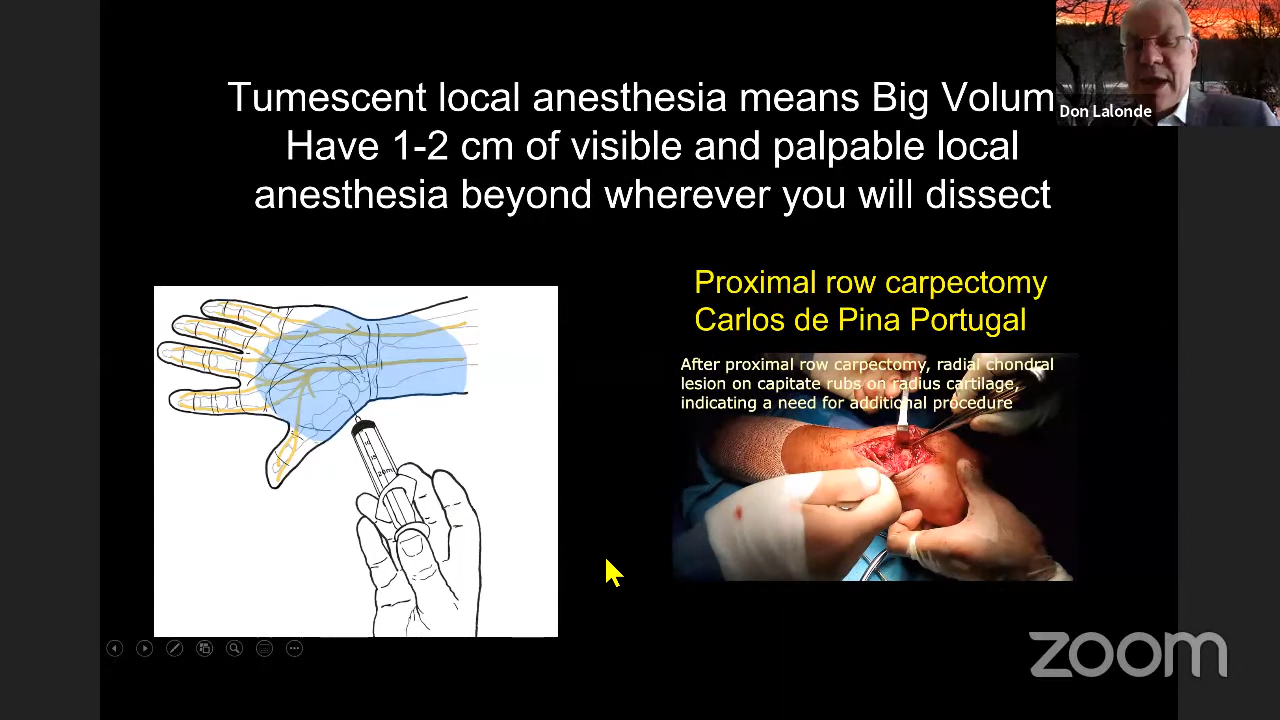 Tumescent local anesthesia means Big Volum
Have 1-2 cm of visible and palpable local
anesthesia beyond wherever you will dissect
Don Lalonde
Proximal row carpectomy
Carlos de Pina Portugal
After proximal row carpectomy, radial chondral
lesion on capitate rubs on radius cartilage,
indicating a need for additional procedure
zoom